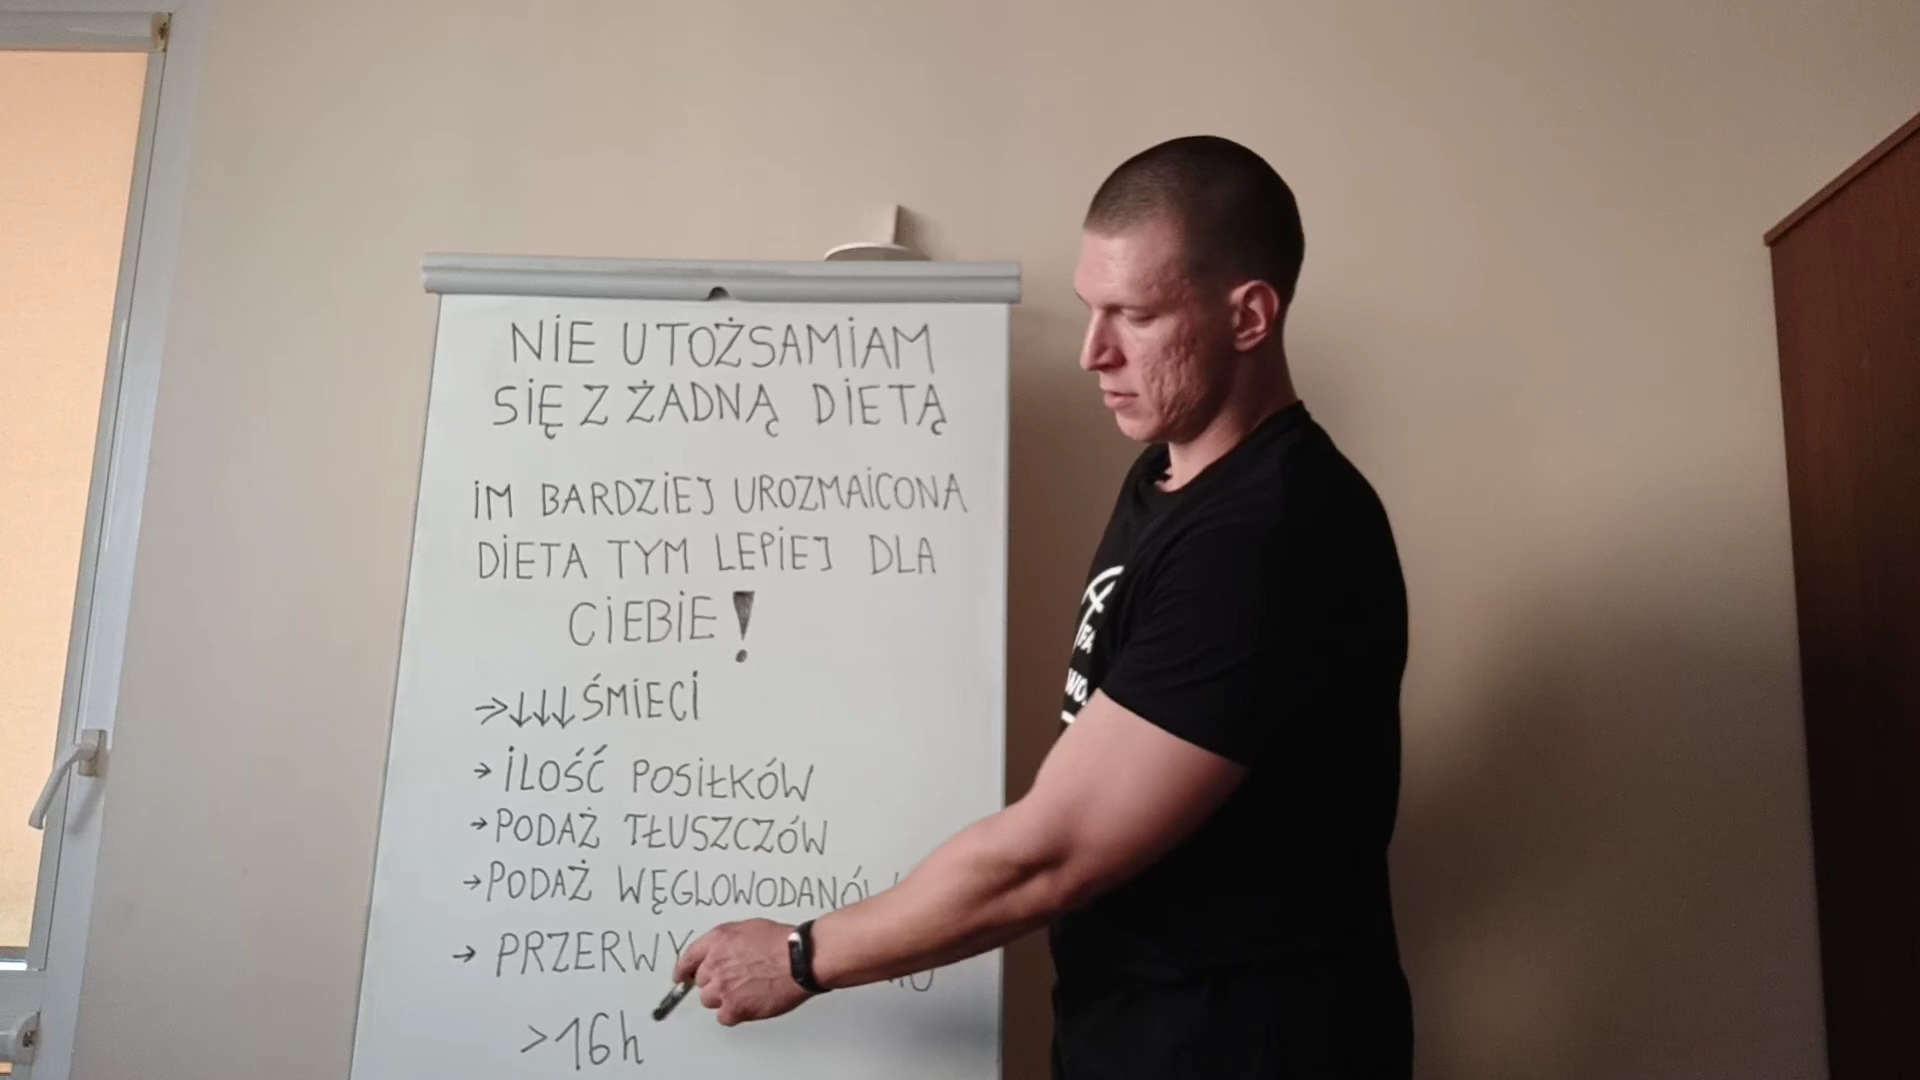 NIE UTOŻSAMIAM
SIĘ Z ŻADNĄ DIETĄ
IM BARDZIEJ UROZMAICONA
DIETA TYM LEPIEJ DLA
CIEBIE!
→↓↓↓ŚMIECI
→ ILOŚĆ POSIŁKÓW
→ PODAŻ TŁUSZCZÓW
→ PODAŻ WĘGLOWODANÓW
→ PRZERWY
>16h